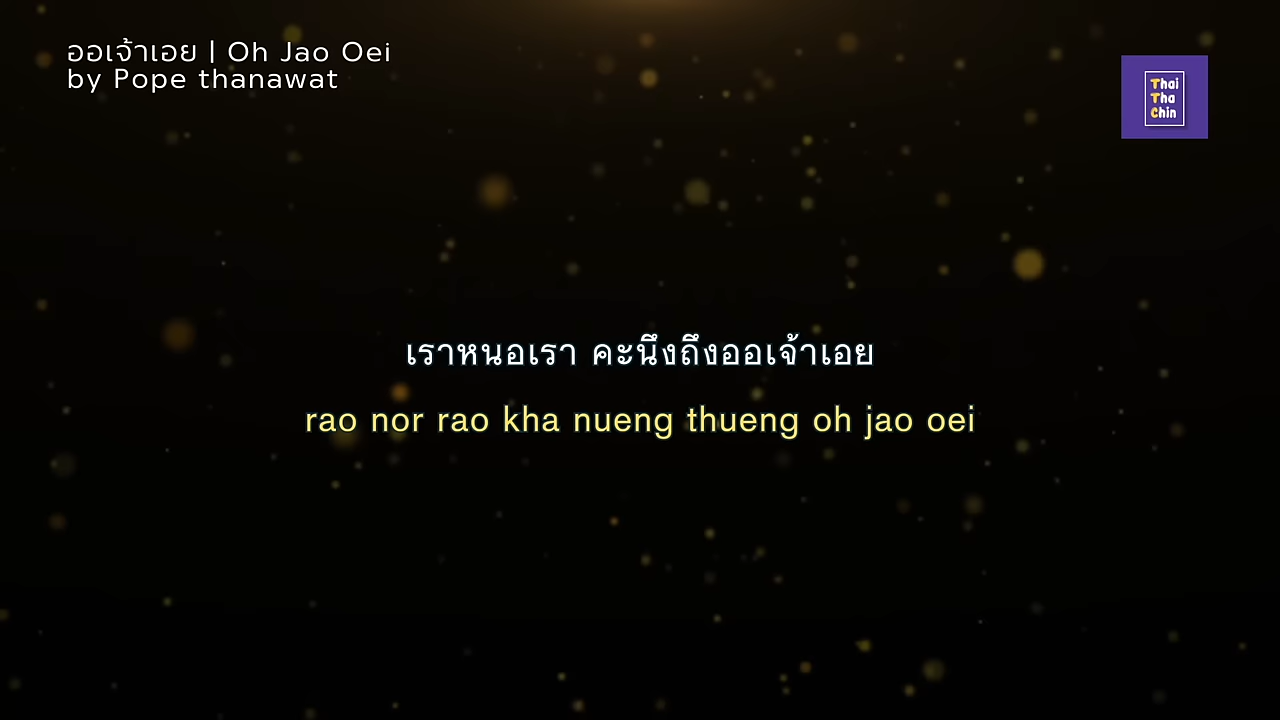 ออเจ้าเอย | Oh Jao Oei
by Pope thanawat
Thai
Tha
Chin
เราหนอเรา คะนึงถึงออเจ้าเอย
rao nor rao kha nueng thueng oh jao oei